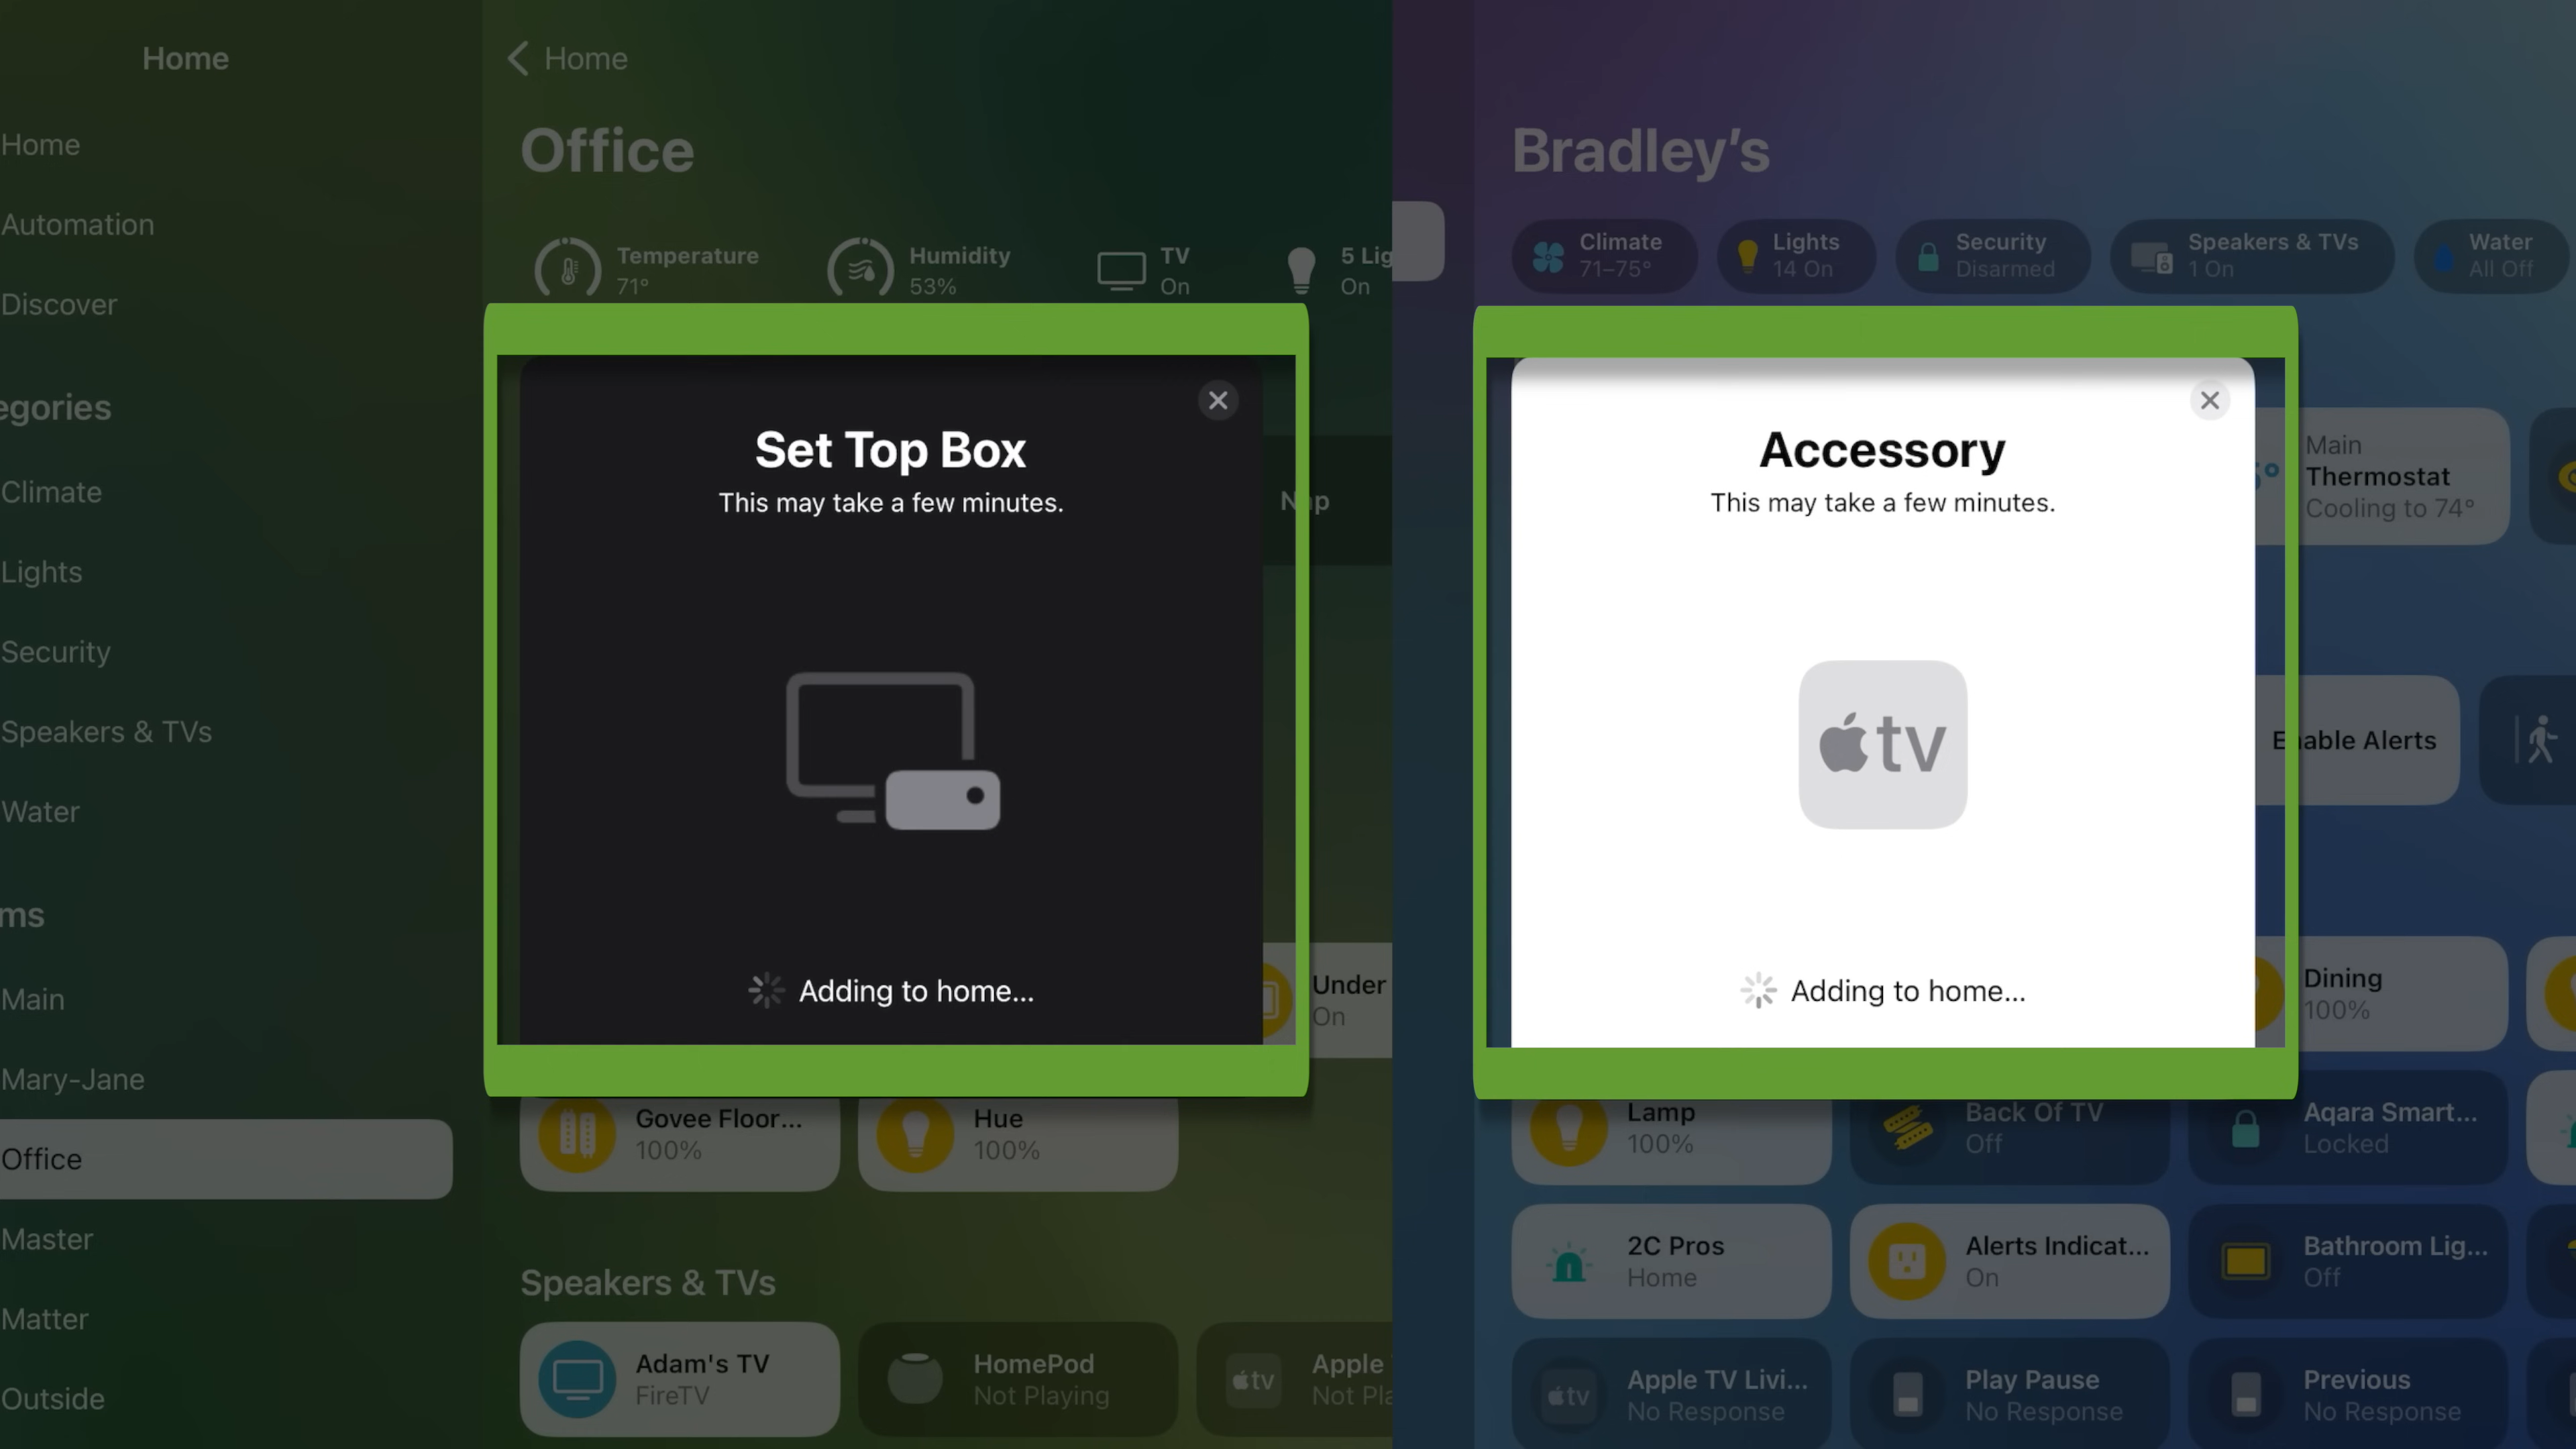 Home
Home
Automation
Discover
egories
Climate
Lights
Security
Speakers & TVs
Water
ms
Main
Mary-Jane
Office
Master
Matter
Outside
Home
Office
Temperature
71°
Humidity
53%
TV
On
5 Lig
On
Set Top Box
This may take a few minutes.
Adding to home...
Nap
Under
On
Govee Floor...
100%
Hue
100%
Speakers & TVs
Adam's TV
FireTV
HomePod
Not Playing
tv
Apple
Not Pla
Bradley's
Climate
71–75°
Lights
14 On
Security
Disarmed
Speakers & TVs
1 On
Water
All Off
Accessory
This may take a few minutes.
tv
Adding to home...
Main
Thermostat
Cooling to 74°
Enable Alerts
Dining
100%
Lamp
100%
Back Of TV
Off
Aqara Smart...
Locked
2C Pros
Home
Alerts Indicat...
On
Bathroom Lig...
Off
tv
Apple TV Livi...
No Response
Play Pause
No Response
Previous
No Response